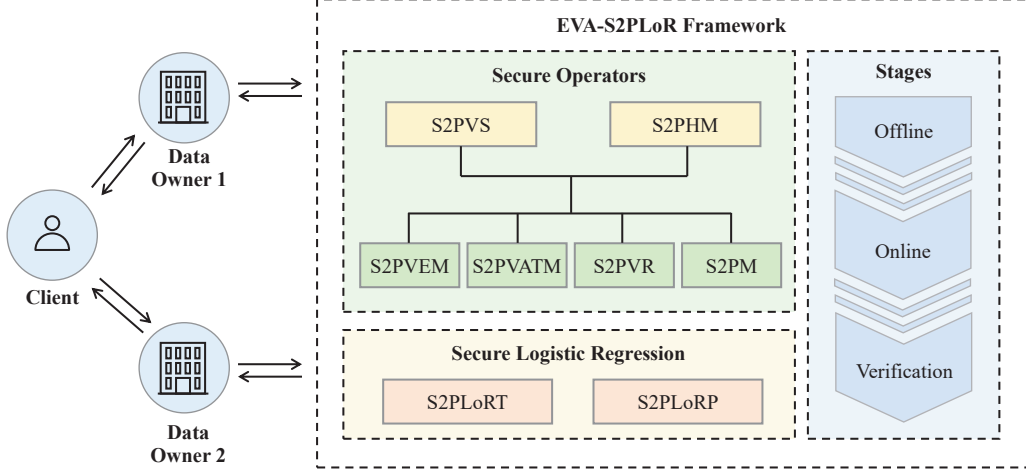 EVA-S2PLoR Framework
Data
Owner 1
Client
Data
Owner 2
Secure Operators
S2PVS
S2PHM
S2PVEM
S2PVATM
S2PVR
S2PM
Secure Logistic Regression
S2PLoRT
S2PLoRP
Stages
Offline
Online
Verification